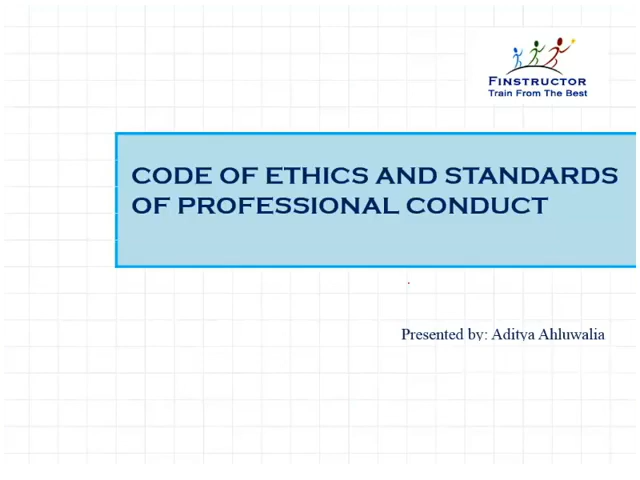 FINSTRUCTOR
Train From The Best
CODE OF ETHICS AND STANDARDS
OF PROFESSIONAL CONDUCT
Presented by: Aditya Ahluwalia